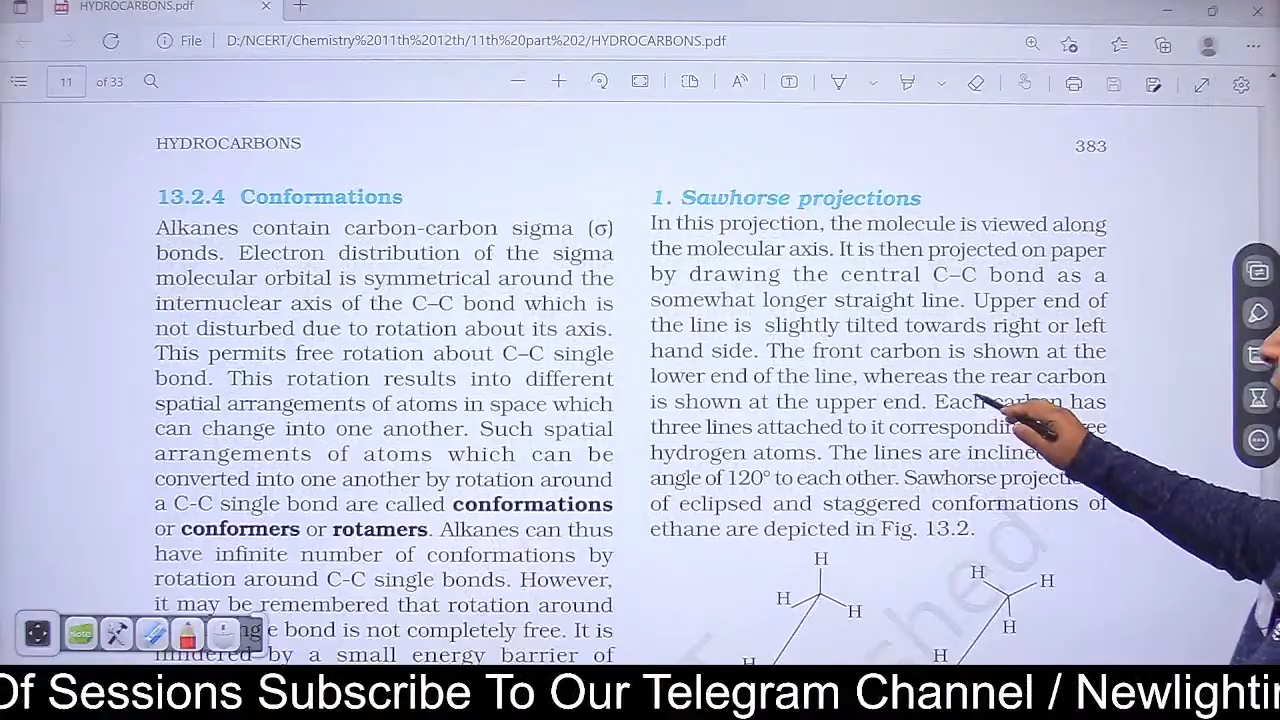 HYDROCARBONS.pdf
File
D:/NCERT/Chemistry%2011th%2012th/11th%20part%202/HYDROCARBONS.pdf
11 of 33
HYDROCARBONS
383
13.2.4 Conformations
Alkanes contain carbon-carbon sigma (σ)
bonds. Electron distribution of the sigma
molecular orbital is symmetrical around the
internuclear axis of the C–C bond which is
not disturbed due to rotation about its axis.
This permits free rotation about C–C single
bond. This rotation results into different
spatial arrangements of atoms in space which
can change into one another. Such spatial
arrangements of atoms which can be
converted into one another by rotation around
a C-C single bond are called conformations
or conformers or rotamers. Alkanes can thus
have infinite number of conformations by
rotation around C-C single bonds. However,
it may be remembered that rotation around
e bond is not completely free. It is
hindered by a small energy barrier of
1. Sawhorse projections
In this projection, the molecule is viewed along
the molecular axis. It is then projected on paper
by drawing the central C–C bond as a
somewhat longer straight line. Upper end of
the line is slightly tilted towards right or left
hand side. The front carbon is shown at the
lower end of the line, whereas the rear carbon
is shown at the upper end. Each carbon has
three lines attached to it
hydrogen atoms. The lines are inclined
angle of 120° to each other. Sawhorse
of eclipsed and staggered conformations of
ethane are depicted in Fig. 13.2.
H
H
H
H
H
H
H
H
Note
Of Sessions Subscribe To Our Telegram Channel /